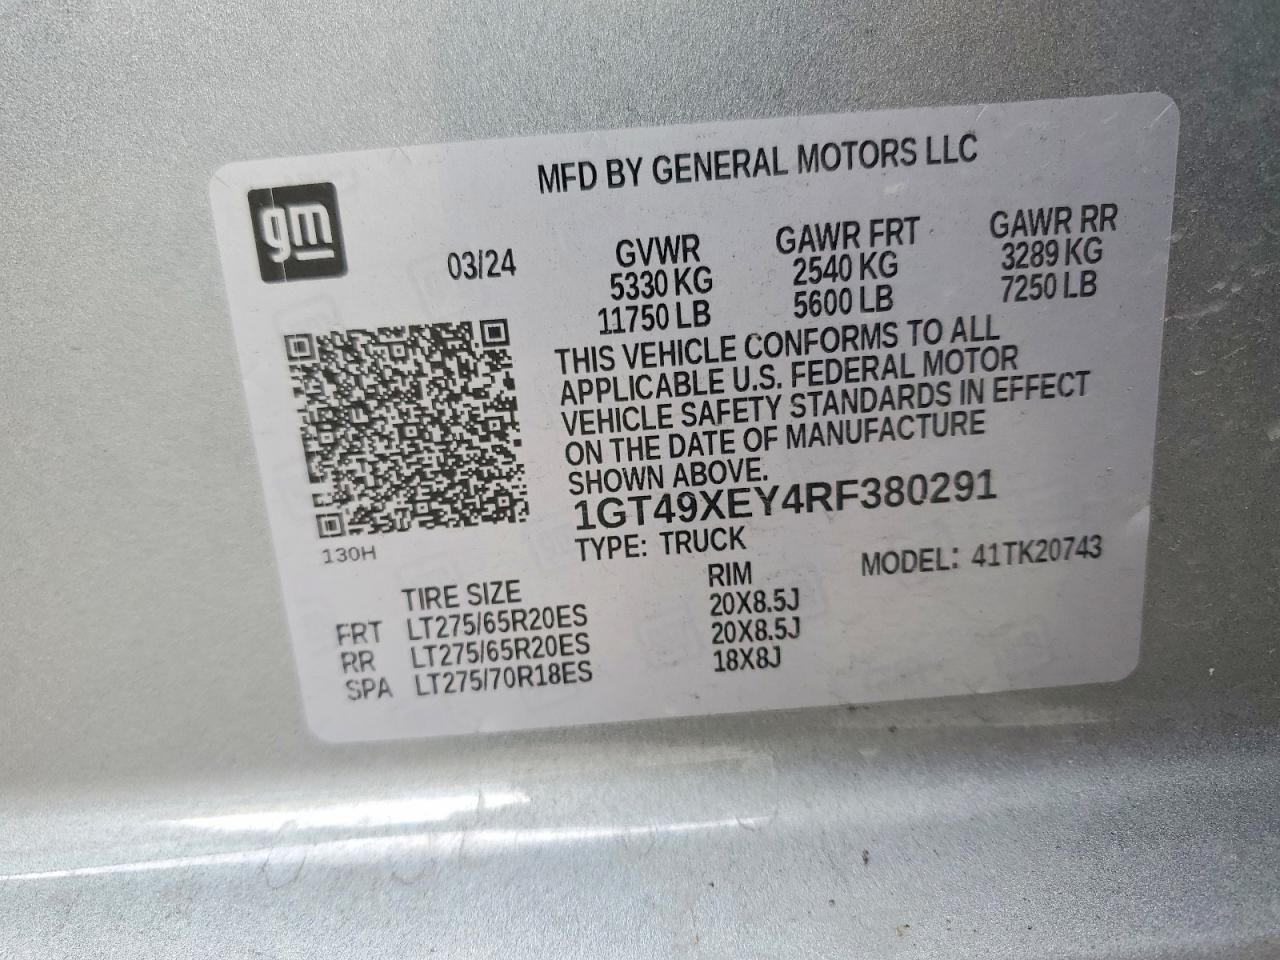 gm
MFD BY GENERAL MOTORS LLC
03/24
GVWR
5330 KG
11750 LB
GAWR FRT
2540 KG
5600 LB
GAWR RR
3289 KG
7250 LB
THIS VEHICLE CONFORMS TO ALL
APPLICABLE U.S. FEDERAL MOTOR
VEHICLE SAFETY STANDARDS IN EFFECT
ON THE DATE OF MANUFACTURE
SHOWN ABOVE.
1GT49XEY4RF380291
TYPE: TRUCK
MODEL: 41TK20743
130H
TIRE SIZE RIM
FRT LT275/65R20ES 20X8.5J
RR LT275/65R20ES 20X8.5J
SPA LT275/70R18ES 18X8J